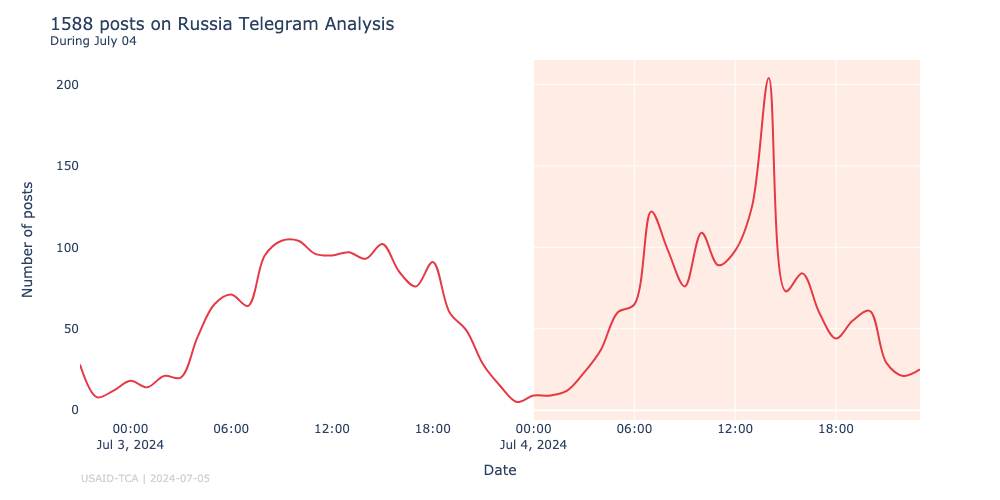 1588 posts on Russia Telegram Analysis
During July 04
200
150
100
50
0
Number of posts
00:00 06:00 12:00 18:00 00:00 06:00 12:00 18:00
Jul 3, 2024 Jul 4, 2024
Date
USAID-TCA | 2024-07-05